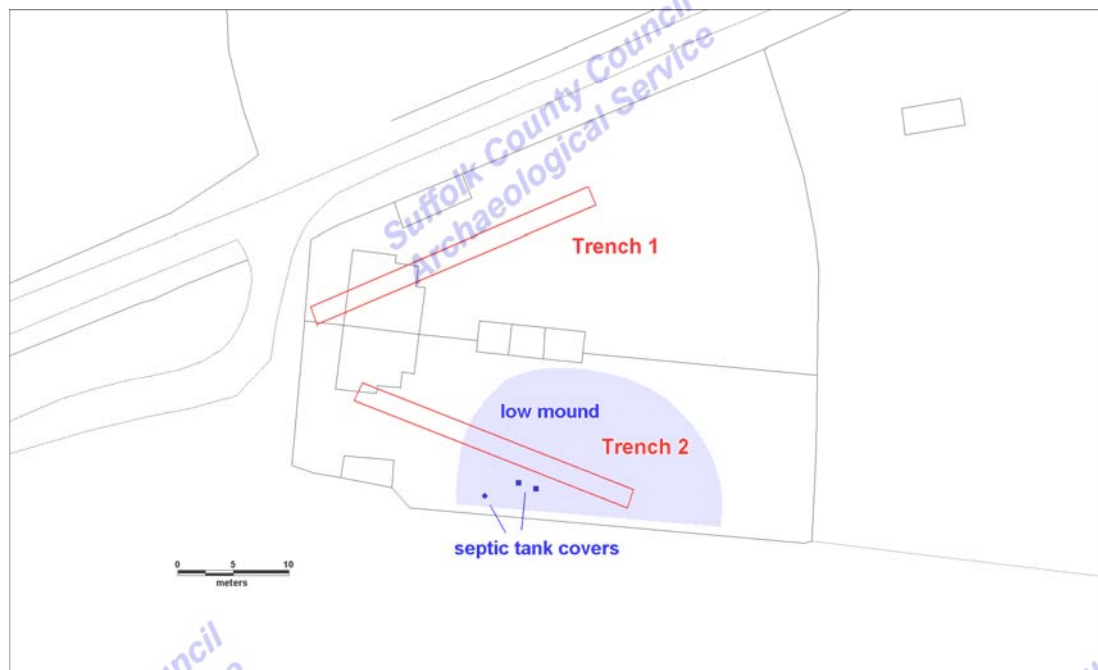 Suffolk County Council
Archaeological Service
Trench 1
low mound
Trench 2
septic tank covers
0 5 10
meters